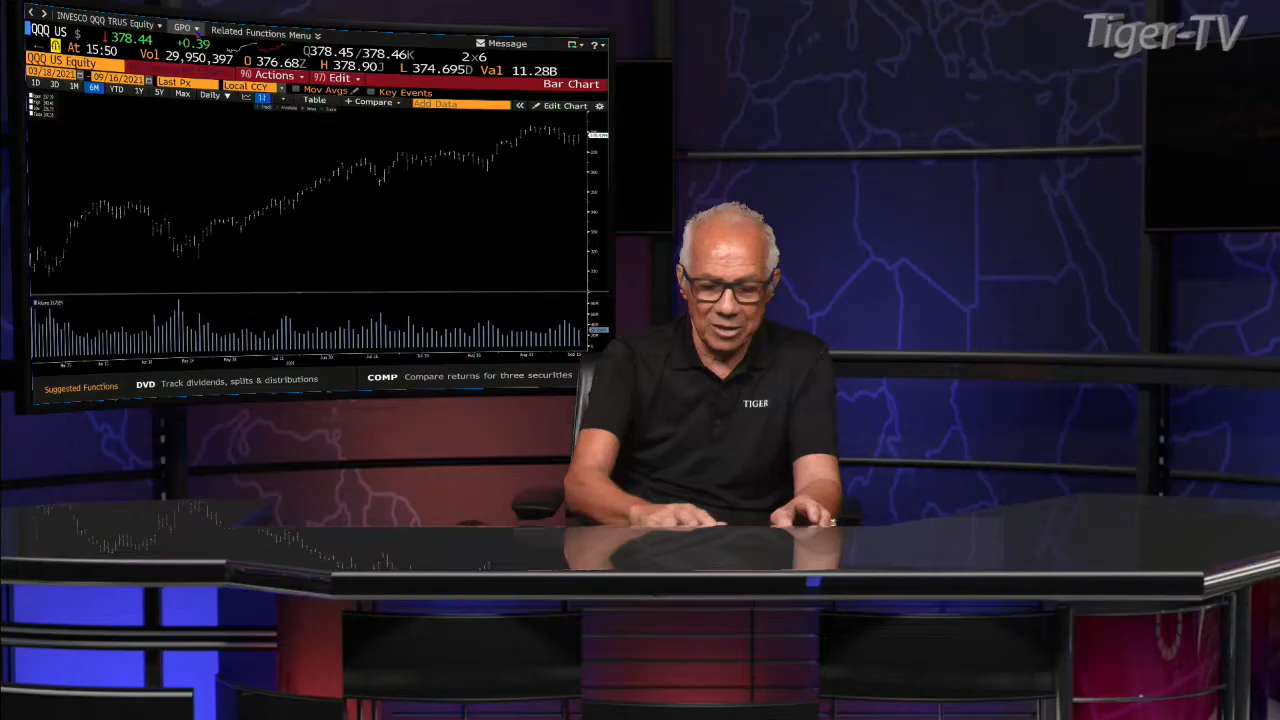 Tiger-TV
INVESCO QQQ TRUS Equity GPO Related Functions Menu
QQQ US $ ↓378.44 +0.39 Q378.45/378.46K 2x6 Message
At 15:50 Vol 29,950,397 O 376.68Z H 378.90J L 374.695D Val 11.28B
QQQ US Equity 96) Actions 97) Edit Bar Chart
03/18/2021 - 09/16/2021 Last Px Local CCY Mov Avgs Key Events
1D 3D 1M 6M YTD 1Y 5Y Max Daily Table + Compare Add Data « Edit Chart
Suggested Functions DVD Track dividends, splits & distributions COMP Compare returns for three securities
TIGER